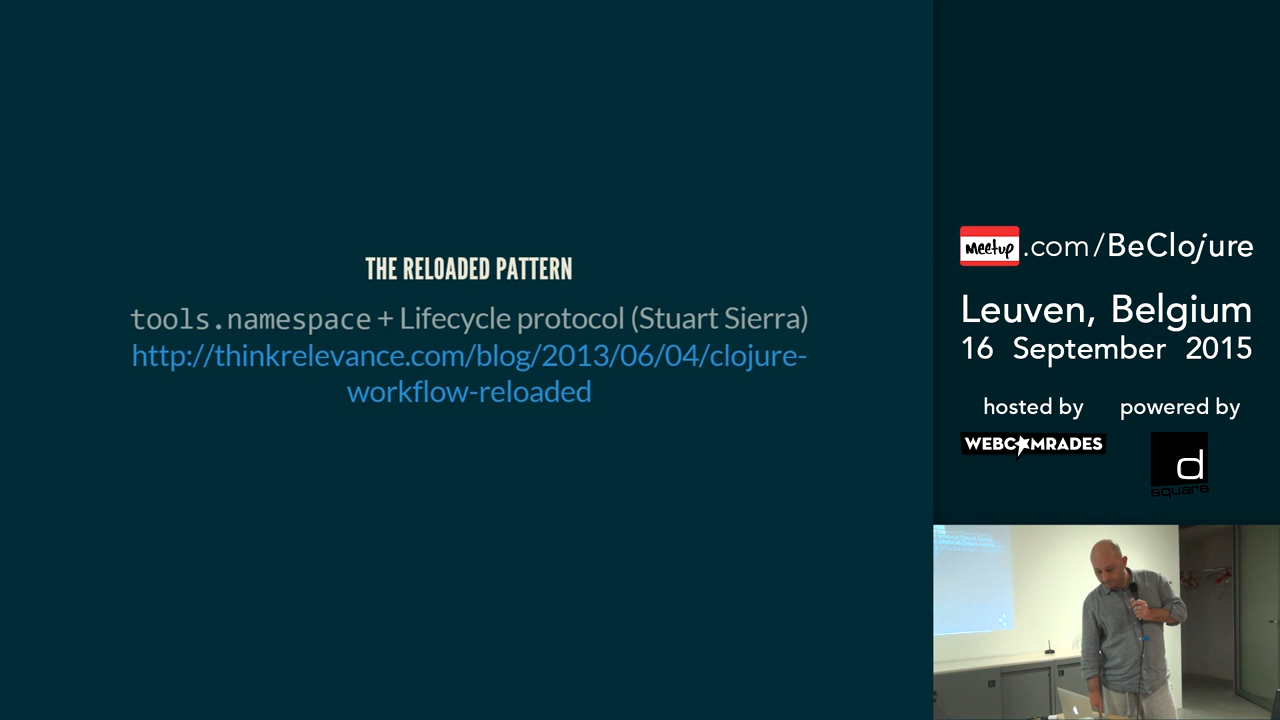 THE RELOADED PATTERN
tools.namespace + Lifecycle protocol (Stuart Sierra)
http://thinkrelevance.com/blog/2013/06/04/clojure-
workflow-reloaded
meetup.com/BeClojure
Leuven, Belgium
16 September 2015
hosted by powered by
WEBCOMRADES
d
square